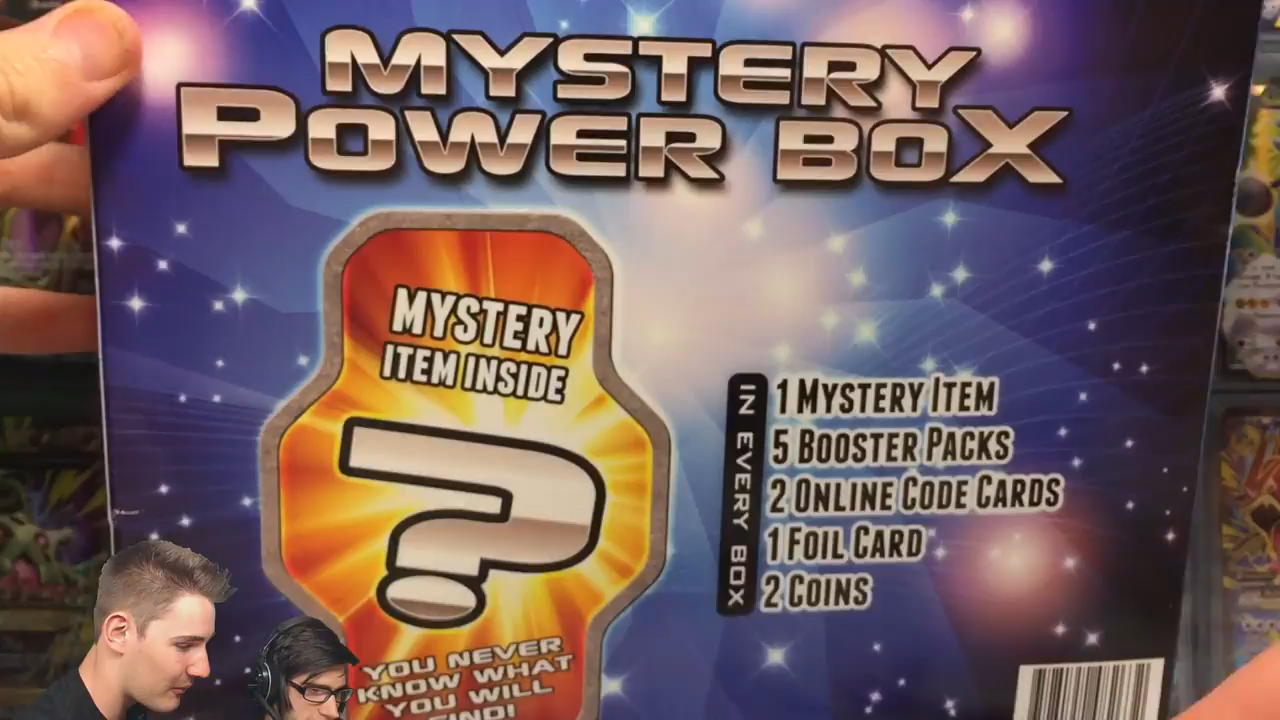 MYSTERY
POWER BOX
MYSTERY
ITEM INSIDE
?
YOU NEVER
KNOW WHAT
YOU WILL
FIND!
IN EVERY BOX
1 MYSTERY ITEM
5 BOOSTER PACKS
2 ONLINE CODE CARDS
1 FOIL CARD
2 COINS